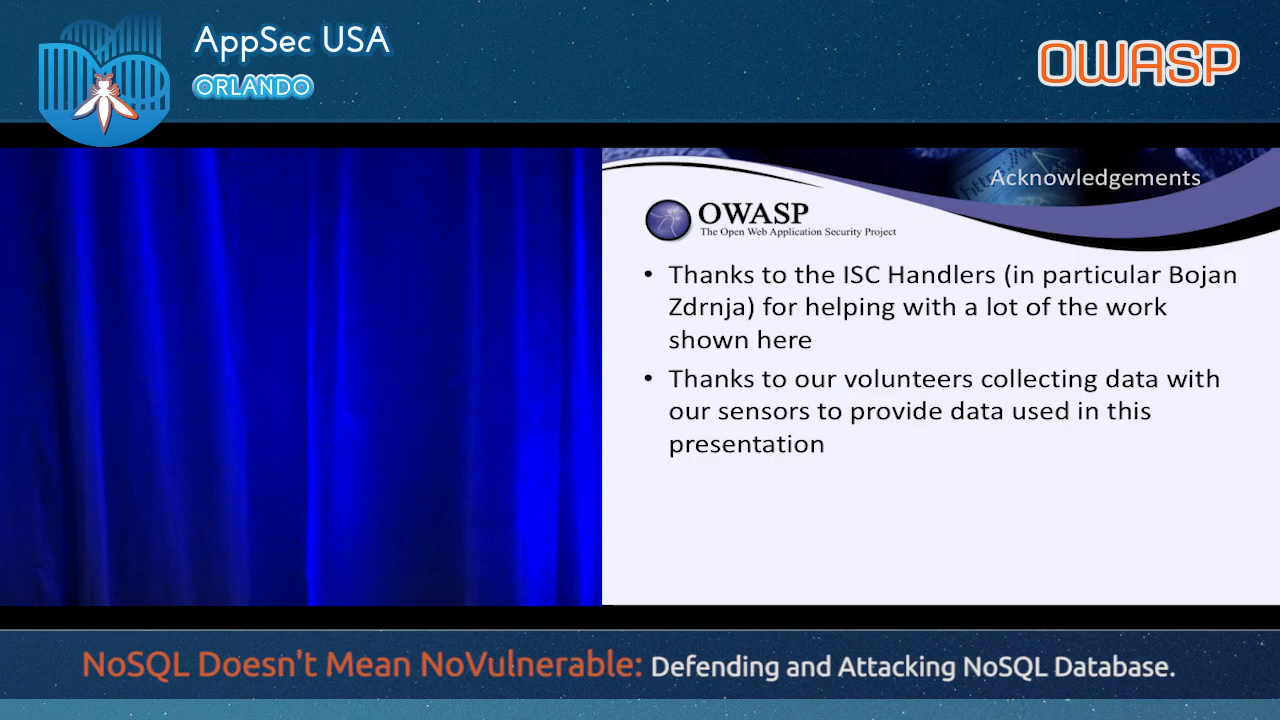 AppSec USA
ORLANDO
OWASP
Acknowledgements
OWASP
The Open Web Application Security Project
• Thanks to the ISC Handlers (in particular Bojan
Zdrnja) for helping with a lot of the work
shown here
• Thanks to our volunteers collecting data with
our sensors to provide data used in this
presentation
NoSQL Doesn't Mean NoVulnerable: Defending and Attacking NoSQL Database.